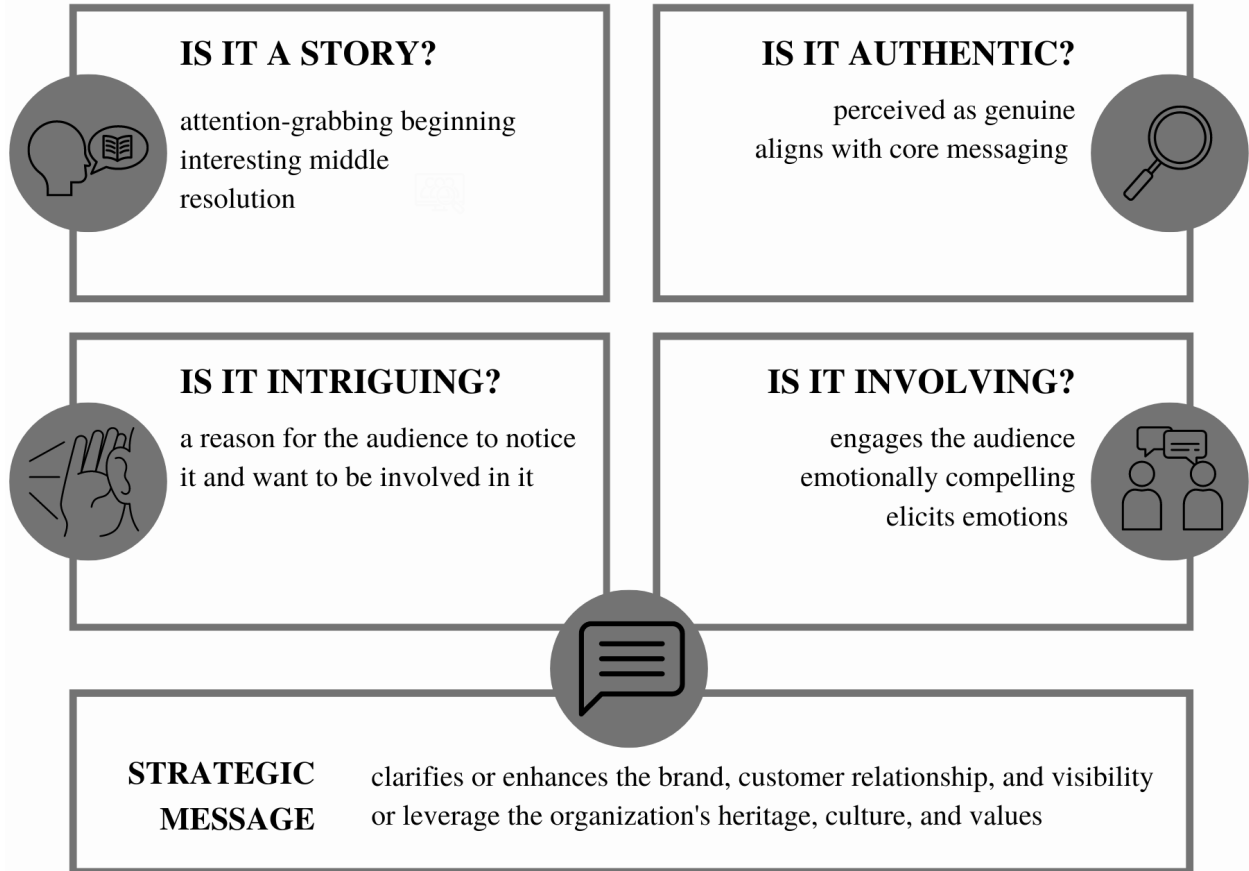 IS IT A STORY?
attention-grabbing beginning
interesting middle
resolution
IS IT AUTHENTIC?
perceived as genuine
aligns with core messaging
IS IT INTRIGUING?
a reason for the audience to notice
it and want to be involved in it
IS IT INVOLVING?
engages the audience
emotionally compelling
elicits emotions
STRATEGIC
MESSAGE
clarifies or enhances the brand, customer relationship, and visibility
or leverage the organization's heritage, culture, and values